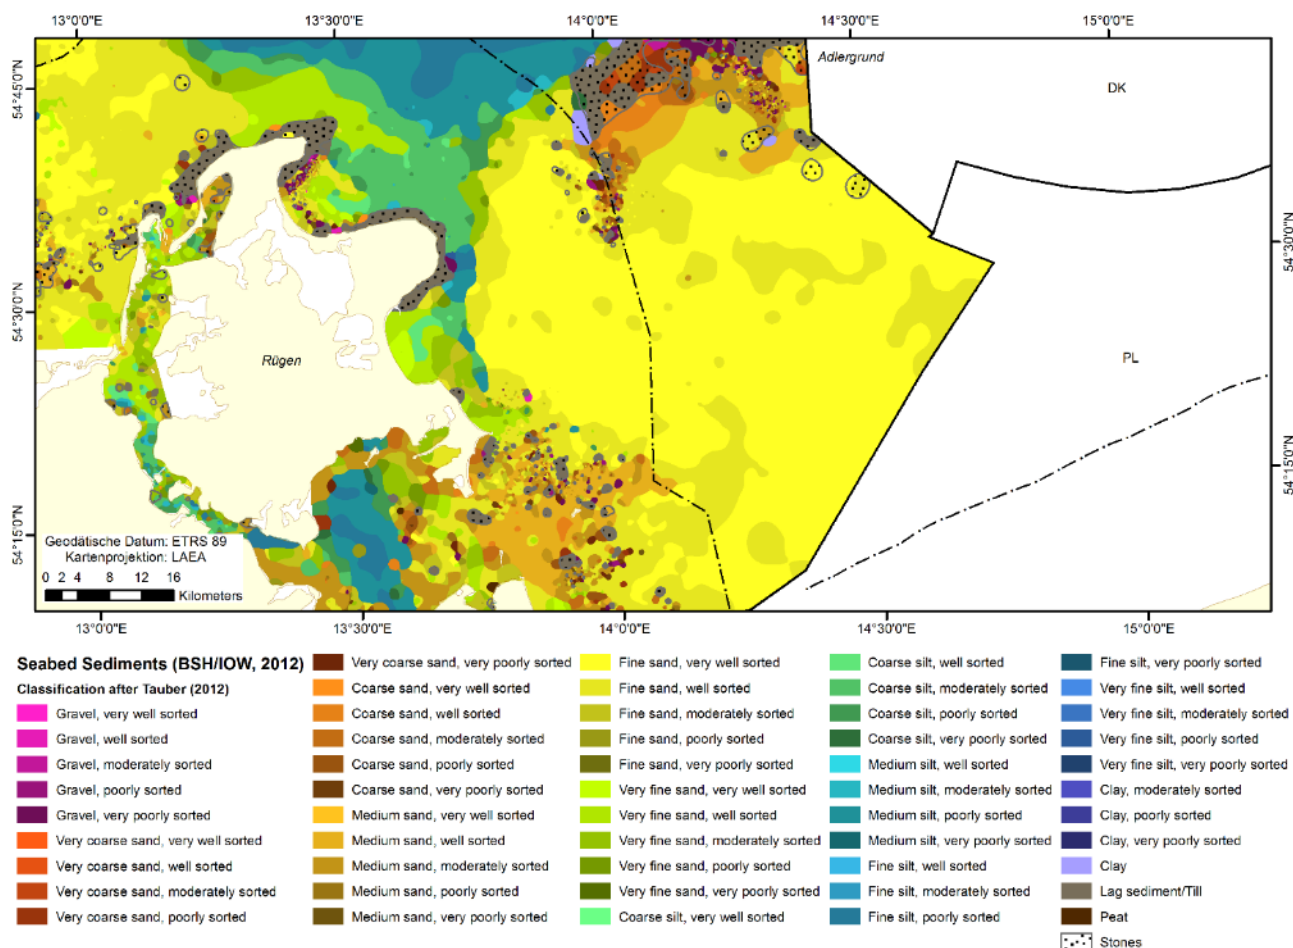 13°0'0"E 13°30'0"E 14°0'0"E 14°30'0"E 15°0'0"E
Adlergrund
DK
54°45'0"N
54°30'0"N
54°30'0"N
Rügen
PL
54°15'0"N
54°15'0"N
Geodätische Datum: ETRS 89
Kartenprojektion: LAEA
0 2 4 8 12 16
Kilometers
13°0'0"E 13°30'0"E 14°0'0"E 14°30'0"E 15°0'0"E
Seabed Sediments (BSH/IOW, 2012)
Classification after Tauber (2012)
Gravel, very well sorted
Gravel, well sorted
Gravel, moderately sorted
Gravel, poorly sorted
Gravel, very poorly sorted
Very coarse sand, very well sorted
Very coarse sand, well sorted
Very coarse sand, moderately sorted
Very coarse sand, poorly sorted
Very coarse sand, very poorly sorted
Coarse sand, very well sorted
Coarse sand, well sorted
Coarse sand, moderately sorted
Coarse sand, poorly sorted
Coarse sand, very poorly sorted
Medium sand, very well sorted
Medium sand, well sorted
Medium sand, moderately sorted
Medium sand, poorly sorted
Medium sand, very poorly sorted
Fine sand, very well sorted
Fine sand, well sorted
Fine sand, moderately sorted
Fine sand, poorly sorted
Fine sand, very poorly sorted
Very fine sand, very well sorted
Very fine sand, well sorted
Very fine sand, moderately sorted
Very fine sand, poorly sorted
Very fine sand, very poorly sorted
Coarse silt, very well sorted
Coarse silt, well sorted
Coarse silt, moderately sorted
Coarse silt, poorly sorted
Coarse silt, very poorly sorted
Medium silt, well sorted
Medium silt, moderately sorted
Medium silt, poorly sorted
Medium silt, very poorly sorted
Fine silt, well sorted
Fine silt, moderately sorted
Fine silt, poorly sorted
Fine silt, very poorly sorted
Very fine silt, well sorted
Very fine silt, moderately sorted
Very fine silt, poorly sorted
Very fine silt, very poorly sorted
Clay, moderately sorted
Clay, poorly sorted
Clay, very poorly sorted
Clay
Lag sediment/Till
Peat
Stones